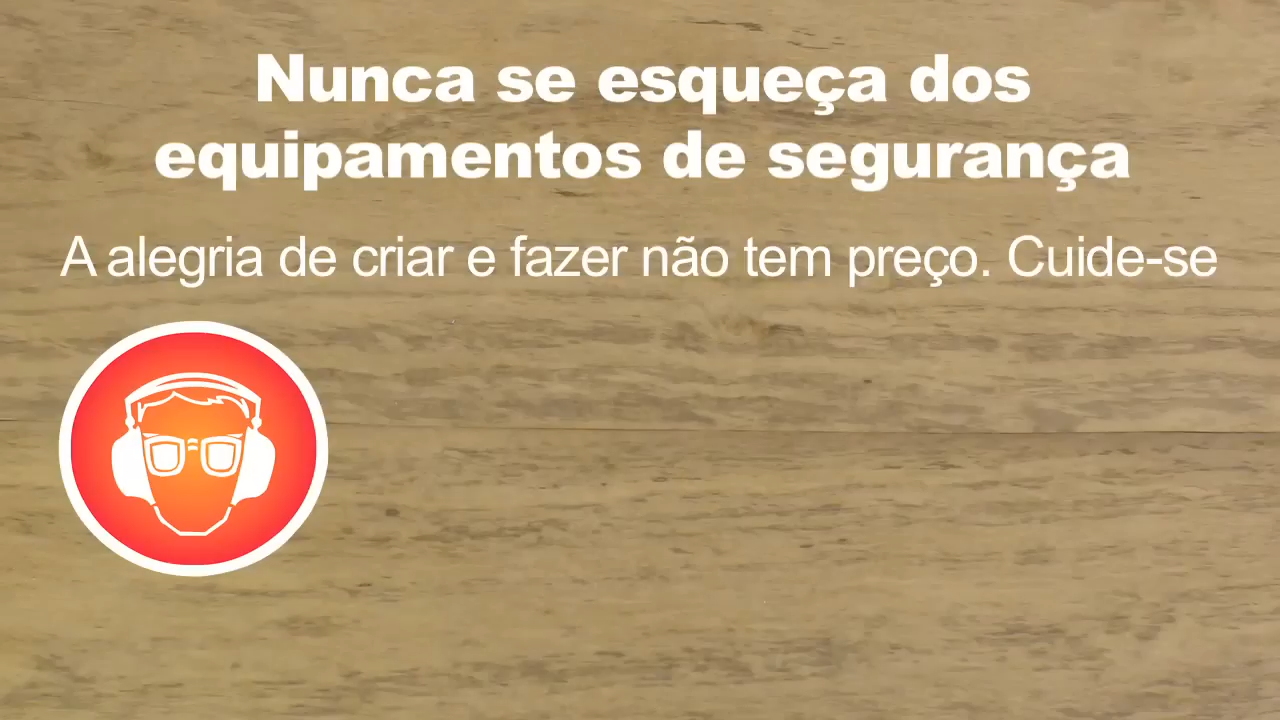 Nunca se esqueça dos
equipamentos de segurança
A alegria de criar e fazer não tem preço. Cuide-se